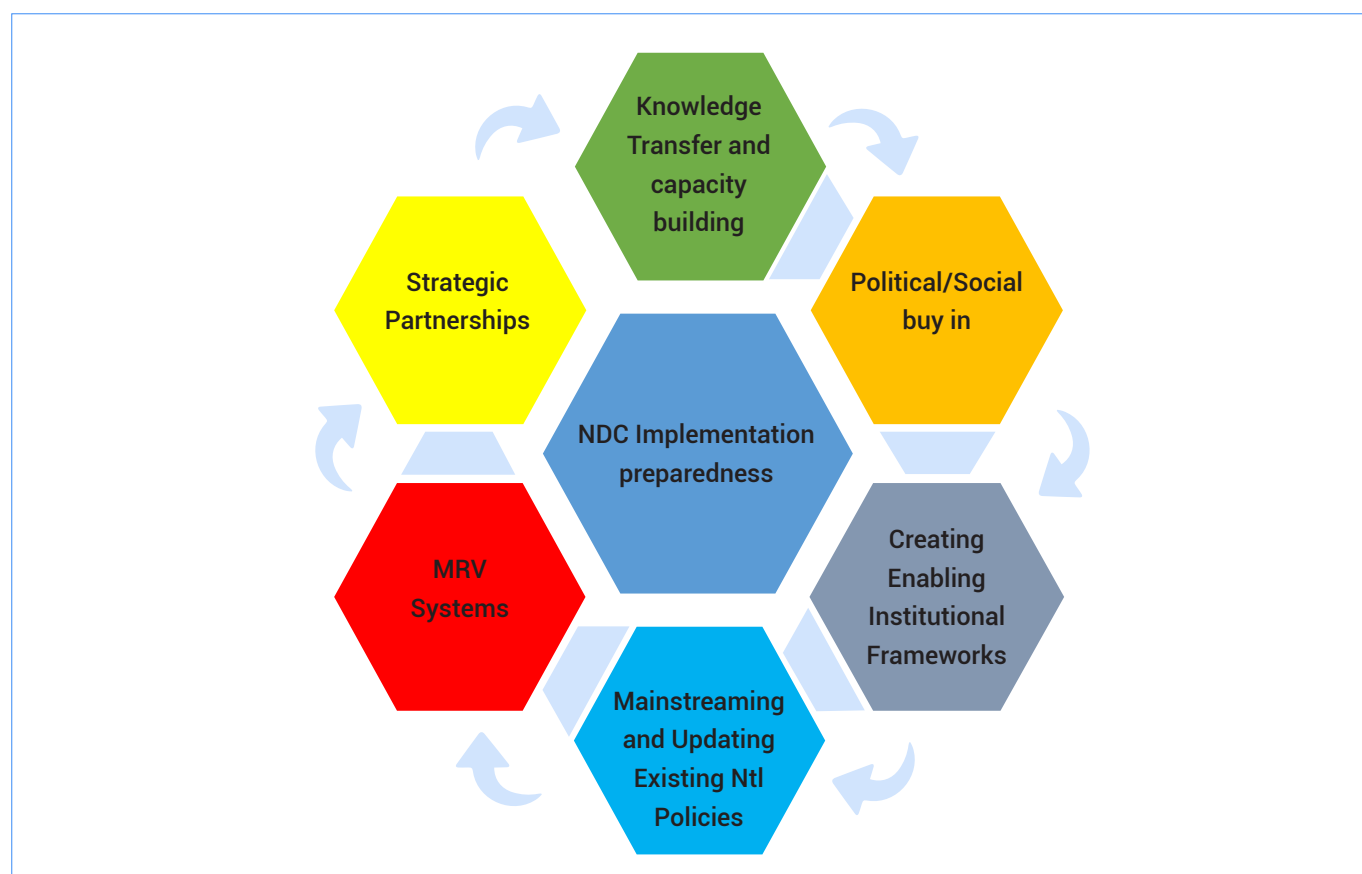 Knowledge
Transfer and
capacity
building
Political/Social
buy in
Creating
Enabling
Institutional
Frameworks
Mainstreaming
and Updating
Existing Ntl
Policies
MRV
Systems
Strategic
Partnerships
NDC Implementation
preparedness